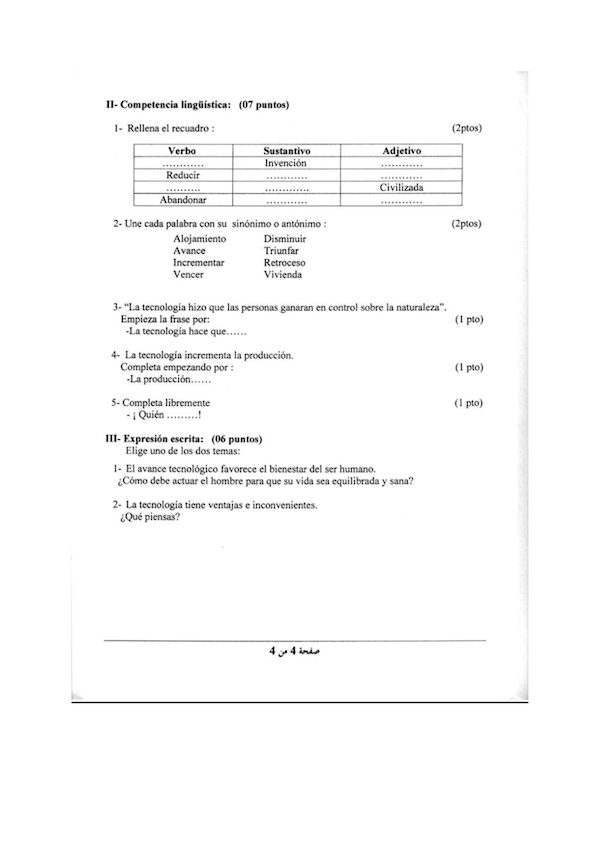 II- Competencia lingüística: (07 puntos)
1- Rellena el recuadro : (2ptos)
Verbo Sustantivo Adjetivo
............ Invención ............
Reducir ............ ............
.......... ............. Civilizada
Abandonar ............ ............
2- Une cada palabra con su sinónimo o antónimo : (2ptos)
Alojamiento Disminuir
Avance Triunfar
Incrementar Retroceso
Vencer Vivienda
3- “La tecnología hizo que las personas ganaran en control sobre la naturaleza”.
Empieza la frase por: (1 pto)
-La tecnología hace que......
4- La tecnología incrementa la producción.
Completa empezando por : (1 pto)
-La producción......
5- Completa libremente (1 pto)
- ¡ Quién .........!
III- Expresión escrita: (06 puntos)
Elige uno de los dos temas:
1- El avance tecnológico favorece el bienestar del ser humano.
¿Cómo debe actuar el hombre para que su vida sea equilibrada y sana?
2- La tecnología tiene ventajas e inconvenientes.
¿Qué piensas?
صفحة 4 من 4